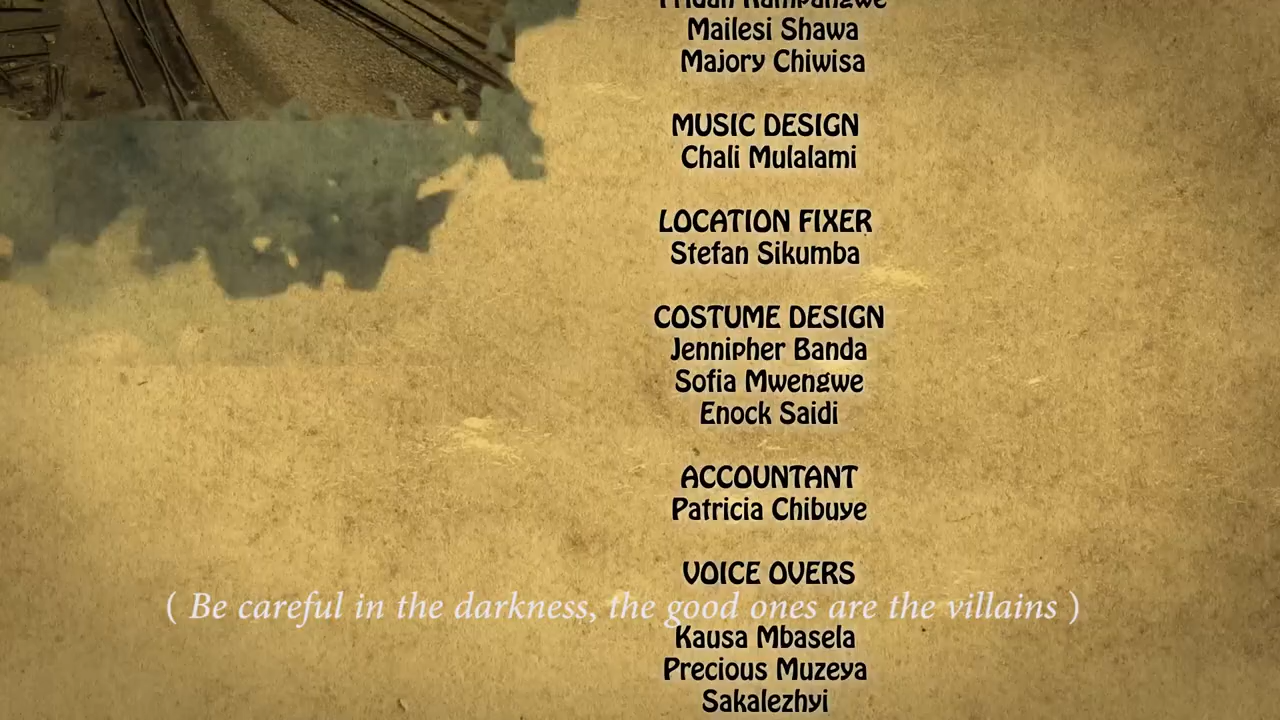 Mailesi Shawa
Majory Chiwisa
MUSIC DESIGN
Chali Mulalami
LOCATION FIXER
Stefan Sikumba
COSTUME DESIGN
Jennipher Banda
Sofia Mwengwe
Enock Saidi
ACCOUNTANT
Patricia Chibuye
VOICE OVERS
( Be careful in the darkness, the good ones are the villains )
Kausa Mbasela
Precious Muzeya
Sakalezhyi